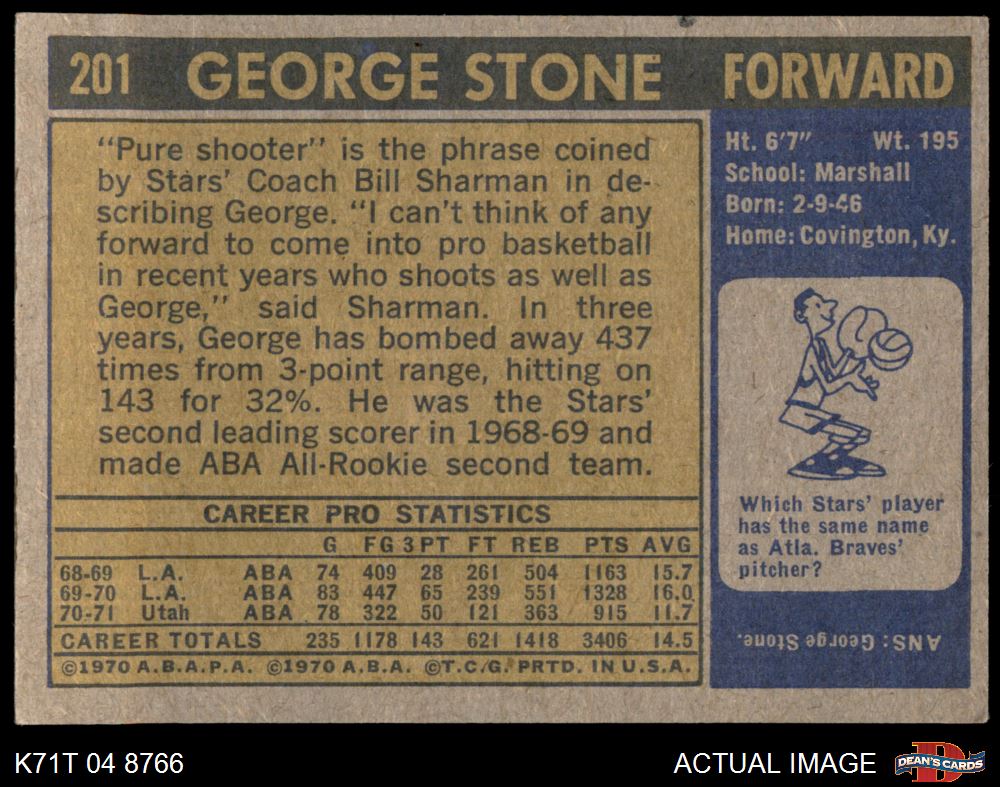 201 GEORGE STONE FORWARD
"Pure shooter" is the phrase coined
by Stars' Coach Bill Sharman in de-
scribing George. "I can't think of any
forward to come into pro basketball
in recent years who shoots as well as
George," said Sharman. In three
years, George has bombed away 437
times from 3-point range, hitting on
143 for 32%. He was the Stars'
second leading scorer in 1968-69 and
made ABA All-Rookie second team.
CAREER PRO STATISTICS
G FG 3PT FT REB PTS AVG
68-69 L.A. ABA 74 409 28 261 504 1163 15.7
69-70 L.A. ABA 83 447 65 239 551 1328 16.0
70-71 Utah ABA 78 322 50 121 363 915 11.7
CAREER TOTALS 235 1178 143 621 1418 3406 14.5
©1970 A.B.A.P.A. ©1970 A.B.A. ©T.C.G. PRTD. IN U.S.A.
Ht. 6'7" Wt. 195
School: Marshall
Born: 2-9-46
Home: Covington, Ky.
Which Stars' player
has the same name
as Atla. Braves'
pitcher?
ANS: George Stone.
K71T 04 8766
ACTUAL IMAGE
D
DEAN'S CARDS